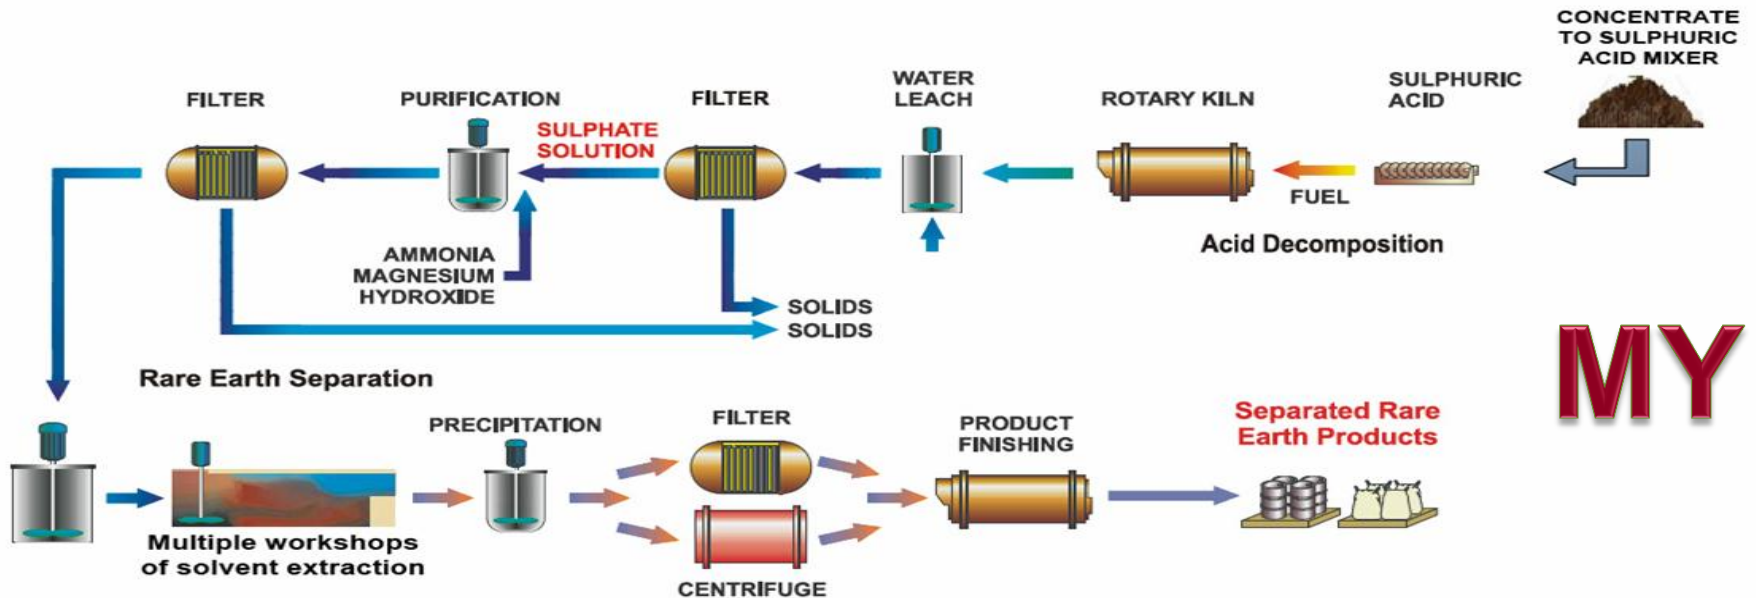 CONCENTRATE
TO SULPHURIC
ACID MIXER
FILTER
PURIFICATION
FILTER
WATER
LEACH
ROTARY KILN
SULPHURIC
ACID
SULPHATE
SOLUTION
FUEL
AMMONIA
MAGNESIUM
HYDROXIDE
Acid Decomposition
SOLIDS
SOLIDS
MY
Rare Earth Separation
PRECIPITATION
FILTER
PRODUCT
FINISHING
Separated Rare
Earth Products
Multiple workshops
of solvent extraction
CENTRIFUGE